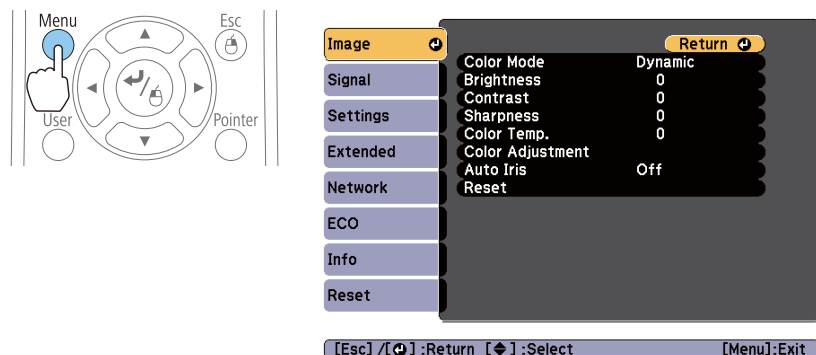 Menu
Esc
User
Pointer
Image
Signal
Settings
Extended
Network
ECO
Info
Reset
Return
Color Mode Dynamic
Brightness 0
Contrast 0
Sharpness 0
Color Temp. 0
Color Adjustment
Auto Iris Off
Reset
[Esc] /[ ] :Return [ ] :Select [Menu]:Exit